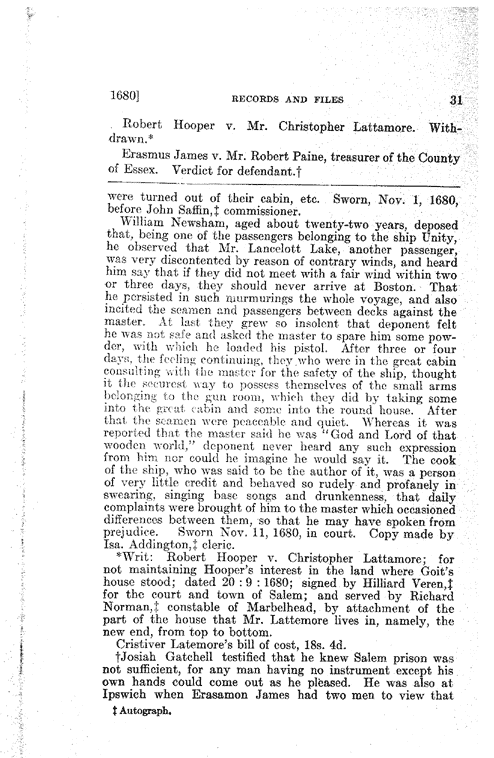 1680] RECORDS AND FILES 31
Robert Hooper v. Mr. Christopher Lattamore. With-
drawn.*
Erasmus James v. Mr. Robert Paine, treasurer of the County
of Essex. Verdict for defendant.†
were turned out of their cabin, etc. Sworn, Nov. 1, 1680,
before John Saffin,‡ commissioner.
William Newsham, aged about twenty-two years, deposed
that, being one of the passengers belonging to the ship Unity,
he observed that Mr. Lancelott Lake, another passenger,
was very discontented by reason of contrary winds, and heard
him say that if they did not meet with a fair wind within two
or three days, they should never arrive at Boston. That
he persisted in such murmurings the whole voyage, and also
incited the seamen and passengers between decks against the
master. At last they grew so insolent that deponent felt
he was not safe and asked the master to spare him some pow-
der, with which he loaded his pistol. After three or four
days, the feeling continuing, they who were in the great cabin
consulting with the master for the safety of the ship, thought
it the securest way to possess themselves of the small arms
belonging to the gun room, which they did by taking some
into the great cabin and some into the round house. After
that the seamen were peaceable and quiet. Whereas it was
reported that the master said he was "God and Lord of that
wooden world," deponent never heard any such expression
from him nor could he imagine he would say it. The cook
of the ship, who was said to be the author of it, was a person
of very little credit and behaved so rudely and profanely in
swearing, singing base songs and drunkenness, that daily
complaints were brought of him to the master which occasioned
differences between them, so that he may have spoken from
prejudice. Sworn Nov. 11, 1680, in court. Copy made by
Isa. Addington,‡ cleric.
*Writ: Robert Hooper v. Christopher Lattamore; for
not maintaining Hooper's interest in the land where Goit's
house stood; dated 20 : 9 : 1680; signed by Hilliard Veren,‡
for the court and town of Salem; and served by Richard
Norman,‡ constable of Marbelhead, by attachment of the
part of the house that Mr. Lattemore lives in, namely, the
new end, from top to bottom.
Cristiver Latemore's bill of cost, 18s. 4d.
†Josiah Gatchell testified that he knew Salem prison was
not sufficient, for any man having no instrument except his
own hands could come out as he pleased. He was also at
Ipswich when Erasamon James had two men to view that
‡ Autograph.